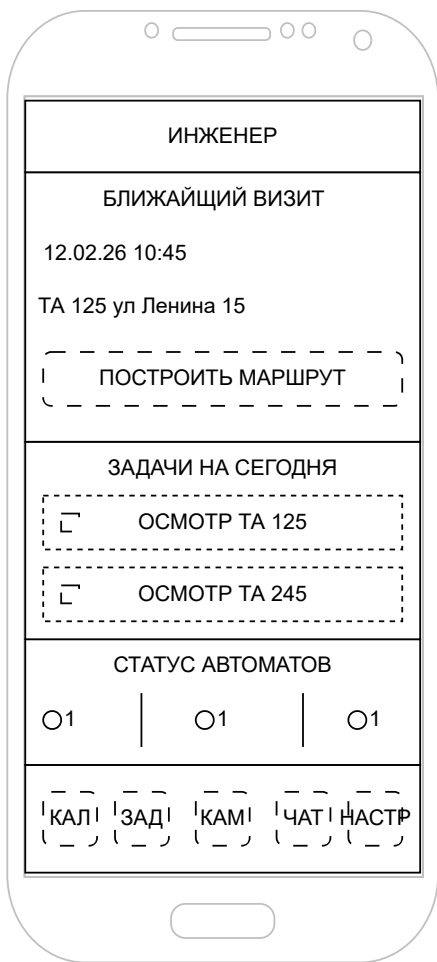 ИНЖЕНЕР
БЛИЖАЙЩИЙ ВИЗИТ
12.02.26 10:45
ТА 125 ул Ленина 15
ПОСТРОИТЬ МАРШРУТ
ЗАДАЧИ НА СЕГОДНЯ
ОСМОТР ТА 125
ОСМОТР ТА 245
СТАТУС АВТОМАТОВ
1 1 1
КАЛ ЗАД КАМ ЧАТ НАСТР